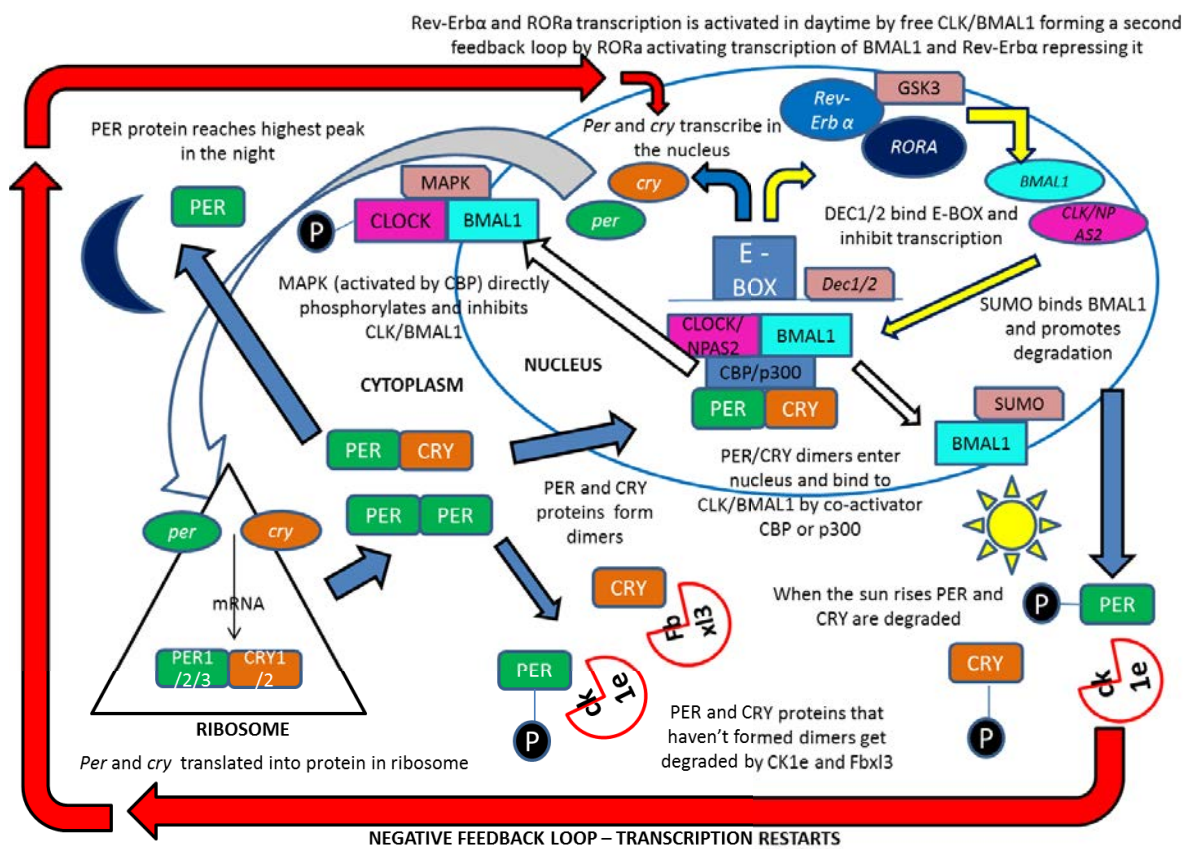 Rev-Erbα and RORa transcription is activated in daytime by free CLK/BMAL1 forming a second
feedback loop by RORa activating transcription of BMAL1 and Rev-Erbα repressing it
PER protein reaches highest peak
in the night
PER
Per and cry transcribe in
the nucleus
Rev-
Erb α
GSK3
RORA
BMAL1
CLK/NP
AS2
cry
per
MAPK
CLOCK
BMAL1
P
MAPK (activated by CBP) directly
phosphorylates and inhibits
CLK/BMAL1
DEC1/2 bind E-BOX and
inhibit transcription
E -
BOX
Dec1/2
CLOCK/
NPAS2
BMAL1
CBP/p300
PER
CRY
SUMO binds BMAL1
and promotes
degradation
NUCLEUS
CYTOPLASM
SUMO
BMAL1
PER
CRY
PER
PER
PER and CRY
proteins form
dimers
PER/CRY dimers enter
nucleus and bind to
CLK/BMAL1 by co-activator
CBP or p300
per
cry
mRNA
PER1
/2/3
CRY1
/2
RIBOSOME
Per and cry translated into protein in ribosome
CRY
Fb
xl3
PER
ck
1e
P
When the sun rises PER and
CRY are degraded
P
PER
CRY
P
ck
1e
PER and CRY proteins that
haven't formed dimers get
degraded by CK1e and Fbxl3
NEGATIVE FEEDBACK LOOP – TRANSCRIPTION RESTARTS